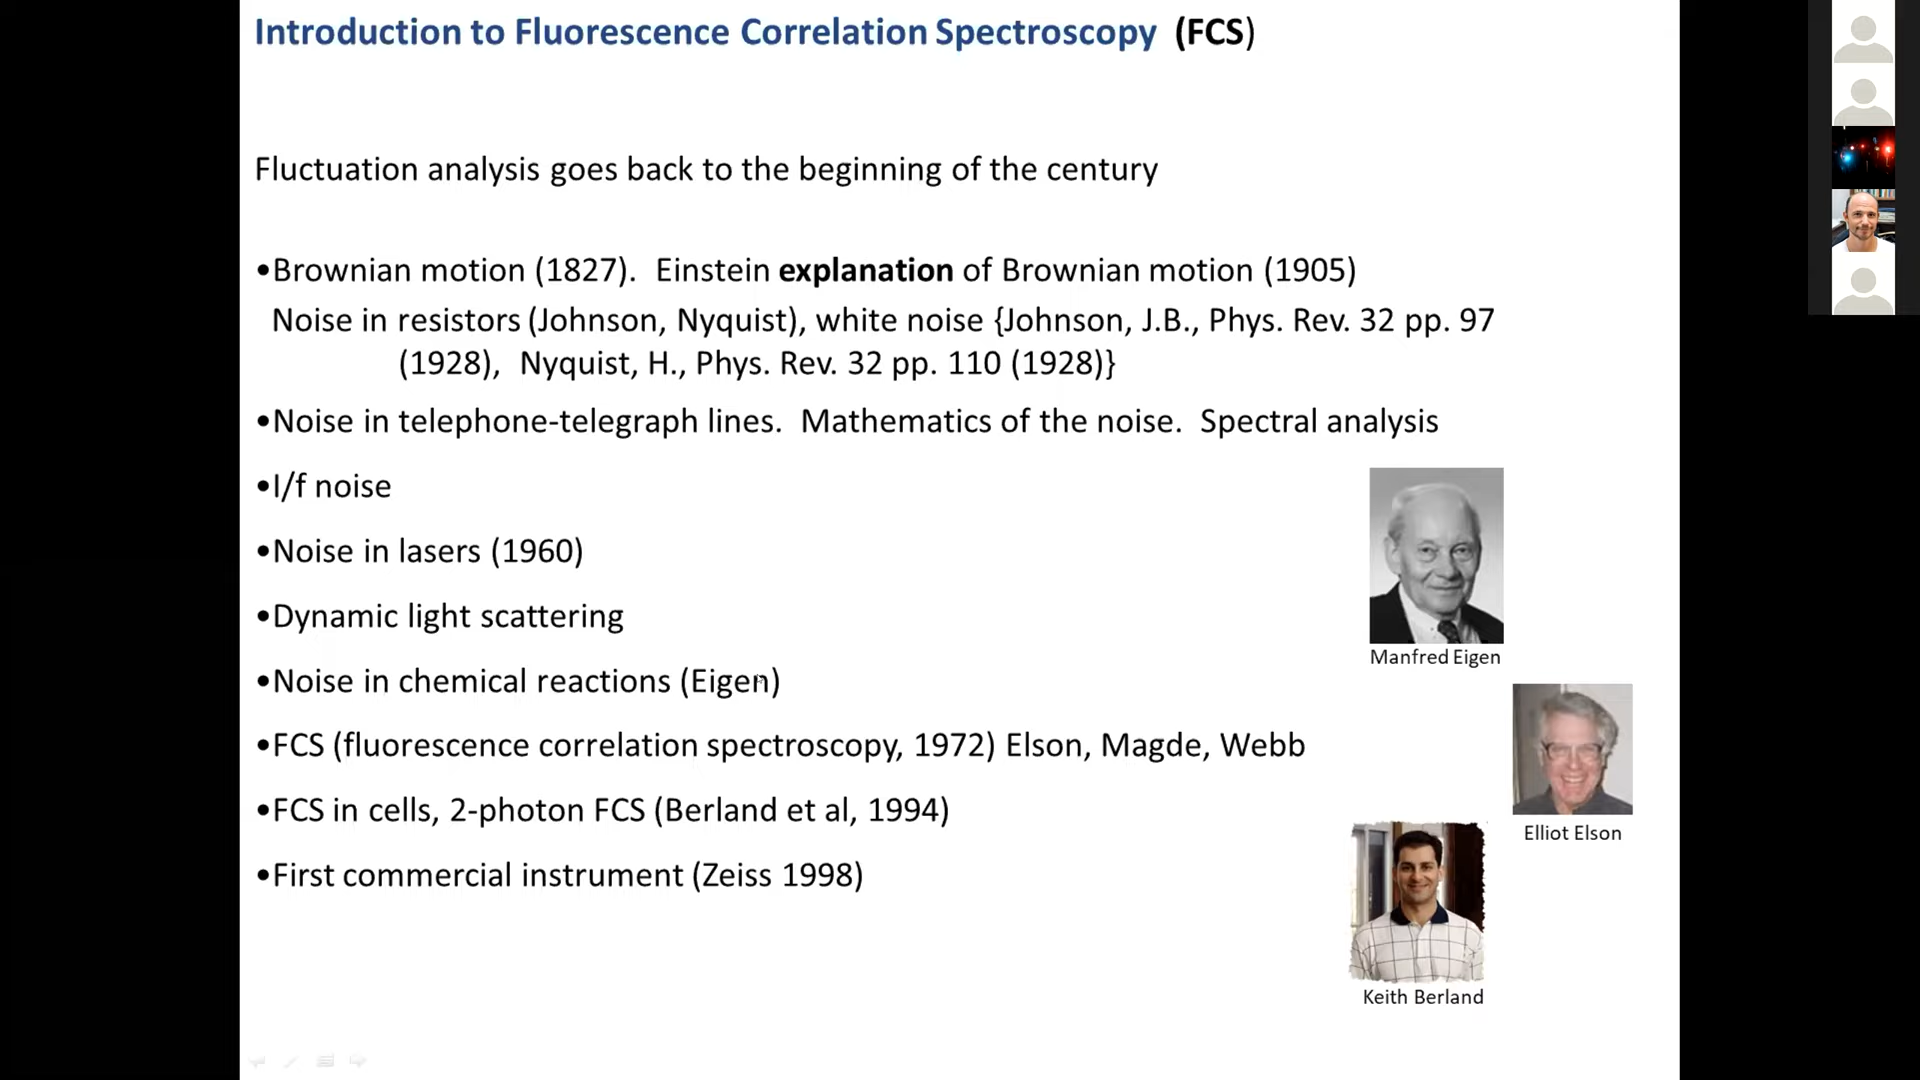 Introduction to Fluorescence Correlation Spectroscopy (FCS)
Fluctuation analysis goes back to the beginning of the century
•Brownian motion (1827). Einstein explanation of Brownian motion (1905)
Noise in resistors (Johnson, Nyquist), white noise {Johnson, J.B., Phys. Rev. 32 pp. 97
(1928), Nyquist, H., Phys. Rev. 32 pp. 110 (1928)}
•Noise in telephone-telegraph lines. Mathematics of the noise. Spectral analysis
•I/f noise
•Noise in lasers (1960)
•Dynamic light scattering
•Noise in chemical reactions (Eigen)
•FCS (fluorescence correlation spectroscopy, 1972) Elson, Magde, Webb
•FCS in cells, 2-photon FCS (Berland et al, 1994)
•First commercial instrument (Zeiss 1998)
Manfred Eigen
Elliot Elson
Keith Berland